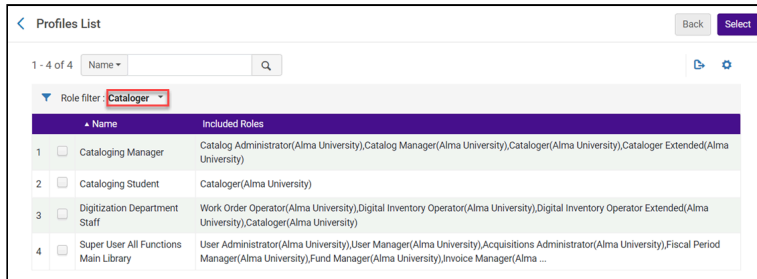 Profiles List
Back
Select
1 - 4 of 4
Name
Role filter : Cataloger
Name
Included Roles
1
Cataloging Manager
Catalog Administrator(Alma University),Catalog Manager(Alma University),Cataloger(Alma University),Cataloger Extended(Alma
University)
2
Cataloging Student
Cataloger(Alma University)
3
Digitization Department
Staff
Work Order Operator(Alma University),Digital Inventory Operator(Alma University),Digital Inventory Operator Extended(Alma
University),Cataloger(Alma University)
4
Super User All Functions
Main Library
User Administrator(Alma University),User Manager(Alma University),Acquisitions Administrator(Alma University),Fiscal Period
Manager(Alma University),Fund Manager(Alma University),Invoice Manager(Alma ...